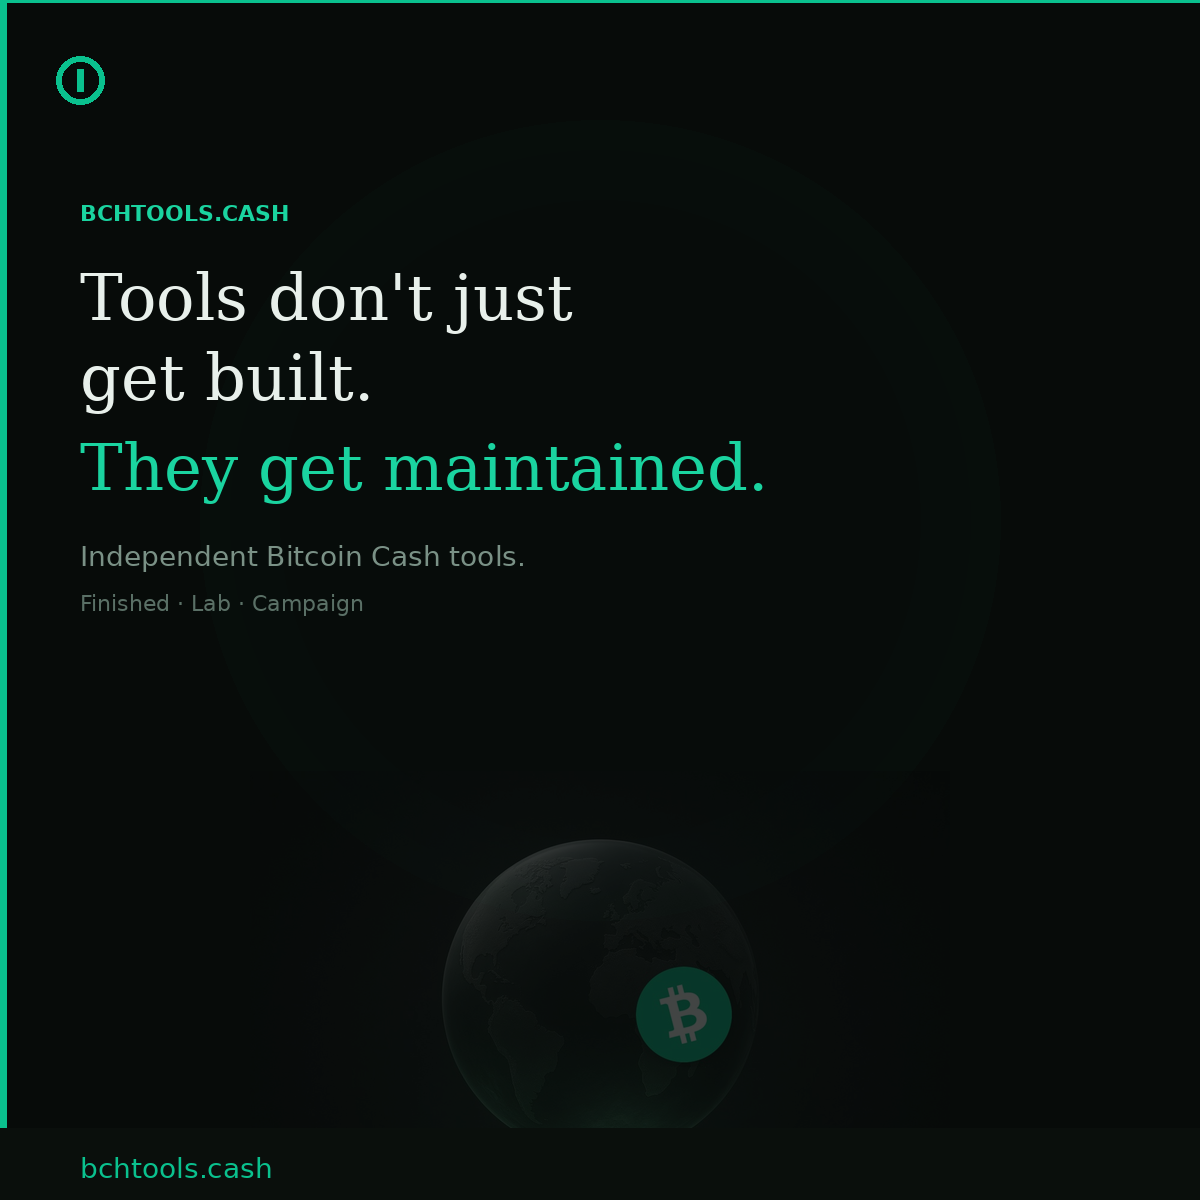 BCHTOOLS.CASH
Tools don't just
get built.
They get maintained.
Independent Bitcoin Cash tools.
Finished · Lab · Campaign
bchtools.cash